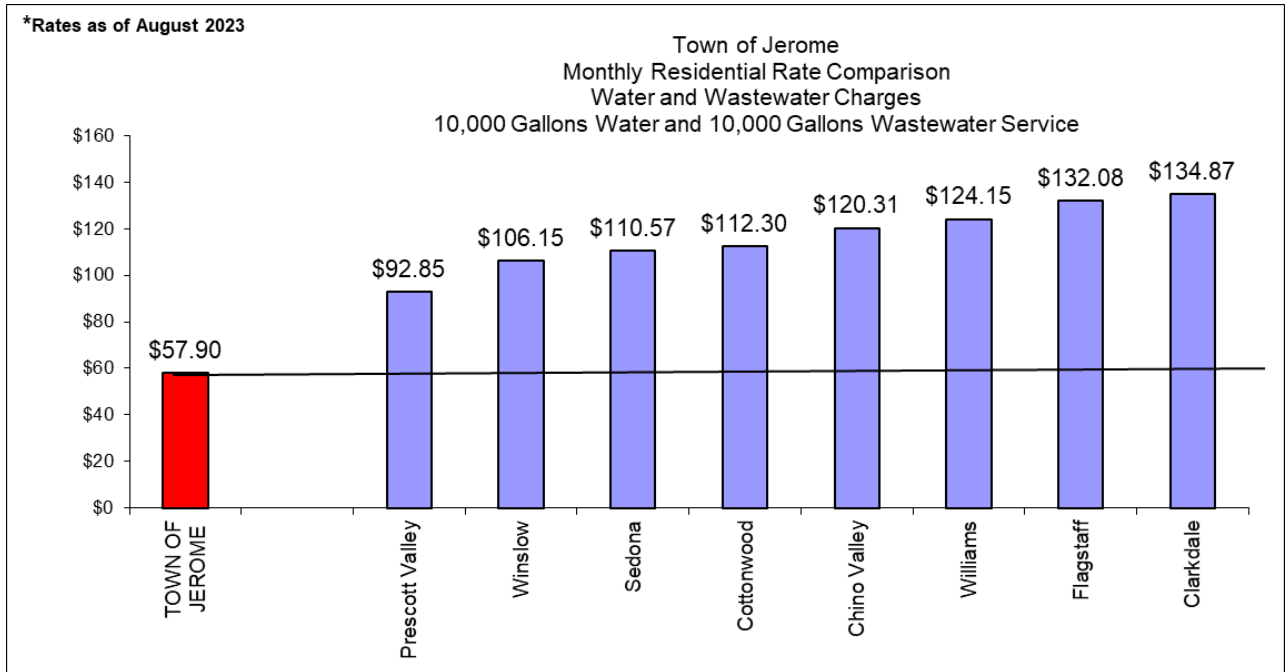 *Rates as of August 2023
Town of Jerome
Monthly Residential Rate Comparison
Water and Wastewater Charges
10,000 Gallons Water and 10,000 Gallons Wastewater Service
$160
$140
$120
$100
$80
$60
$40
$20
$0
$57.90
$92.85
$106.15
$110.57
$112.30
$120.31
$124.15
$132.08
$134.87
TOWN OF
JEROME
Prescott Valley
Winslow
Sedona
Cottonwood
Chino Valley
Williams
Flagstaff
Clarkdale